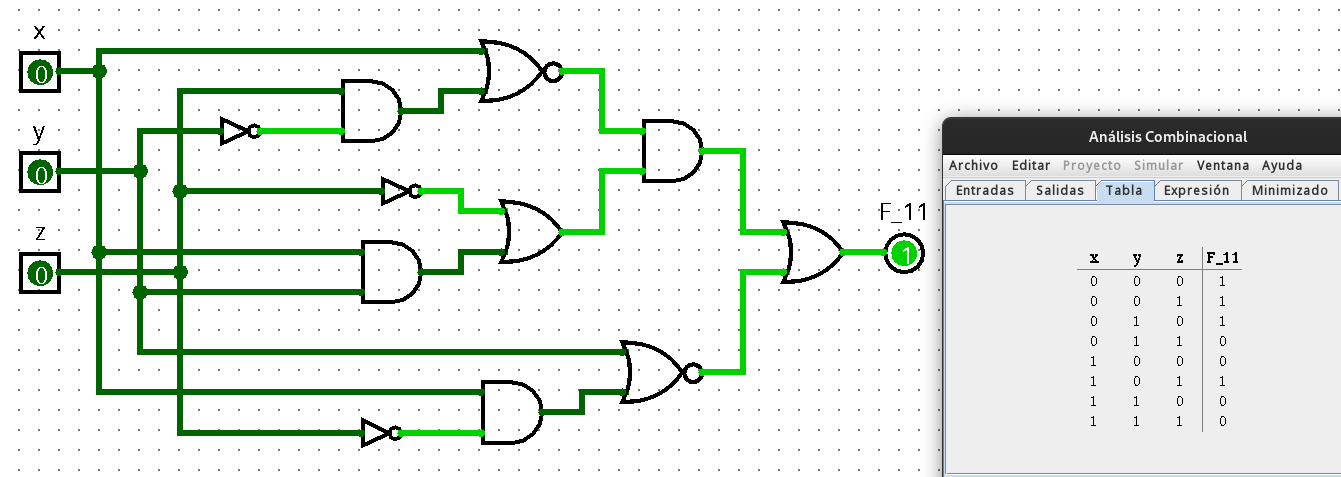 x
0
y
0
z
0
F_11
1
Análisis Combinacional
Archivo Editar Proyecto Simular Ventana Ayuda
Entradas Salidas Tabla Expresión Minimizado
x y z F_11
0 0 0 1
0 0 1 1
0 1 0 1
0 1 1 0
1 0 0 0
1 0 1 1
1 1 0 0
1 1 1 0